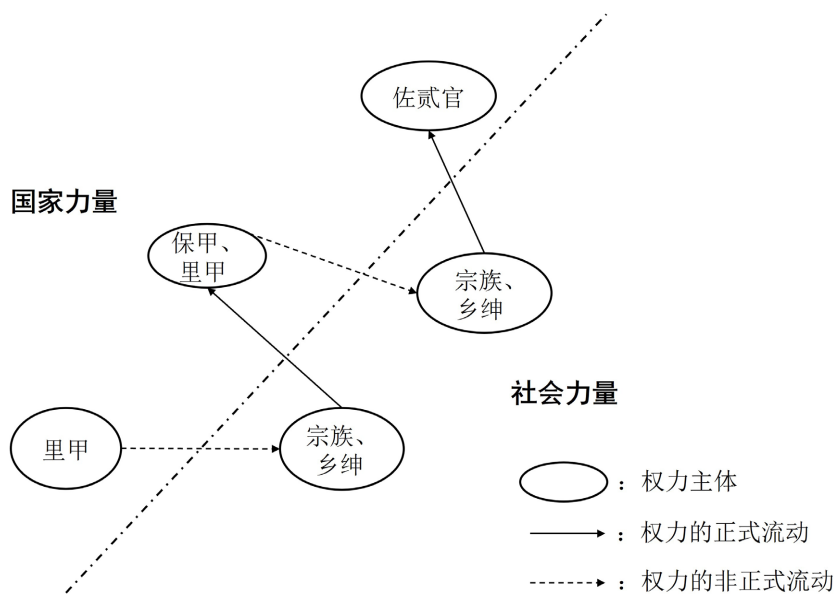 佐贰官
国家力量
保甲、
里甲
宗族、
乡绅
社会力量
里甲
宗族、
乡绅
：权力主体
：权力的正式流动
：权力的非正式流动